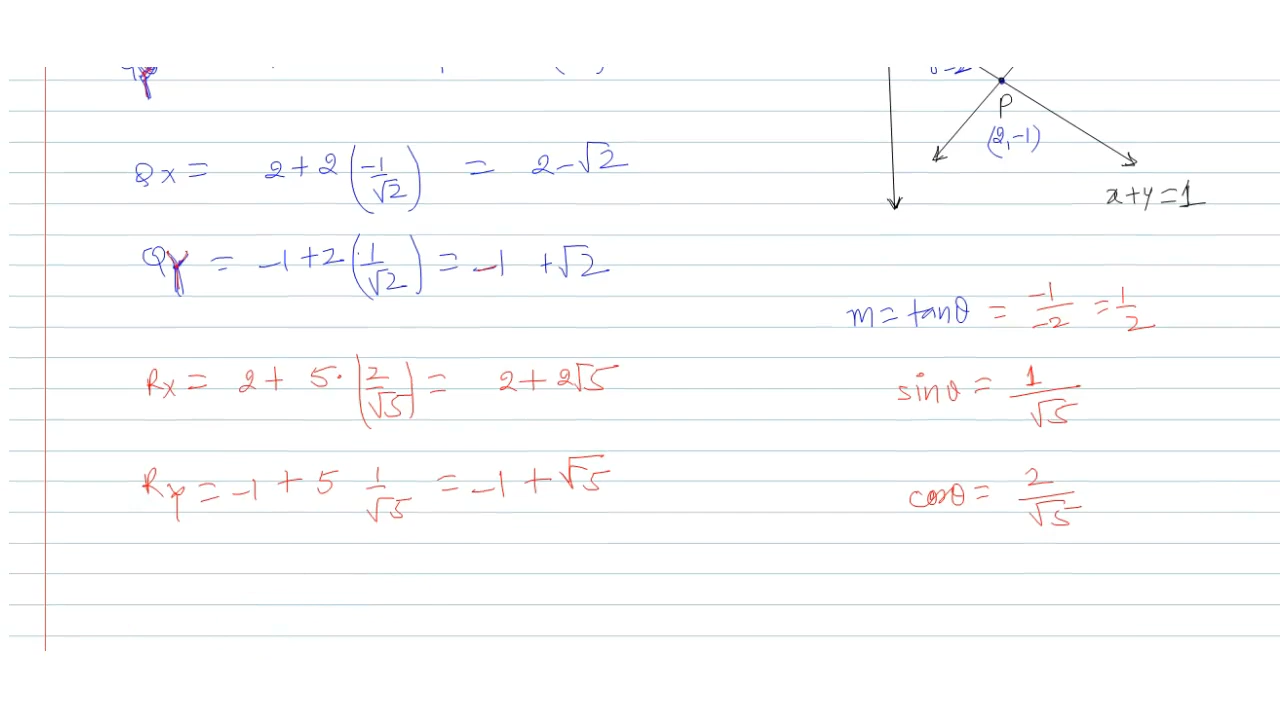 P
(2,-1)
x+y=1
Qx = 2+2(-1/√2) = 2-√2
Qy = -1+2(1/√2) = -1 +√2
m = tanθ = -1/-2 = 1/2
Rx = 2+ 5·(2/√5) = 2+2√5
sinθ = 1/√5
Ry = -1 + 5 1/√5 = -1+√5
cosθ = 2/√5